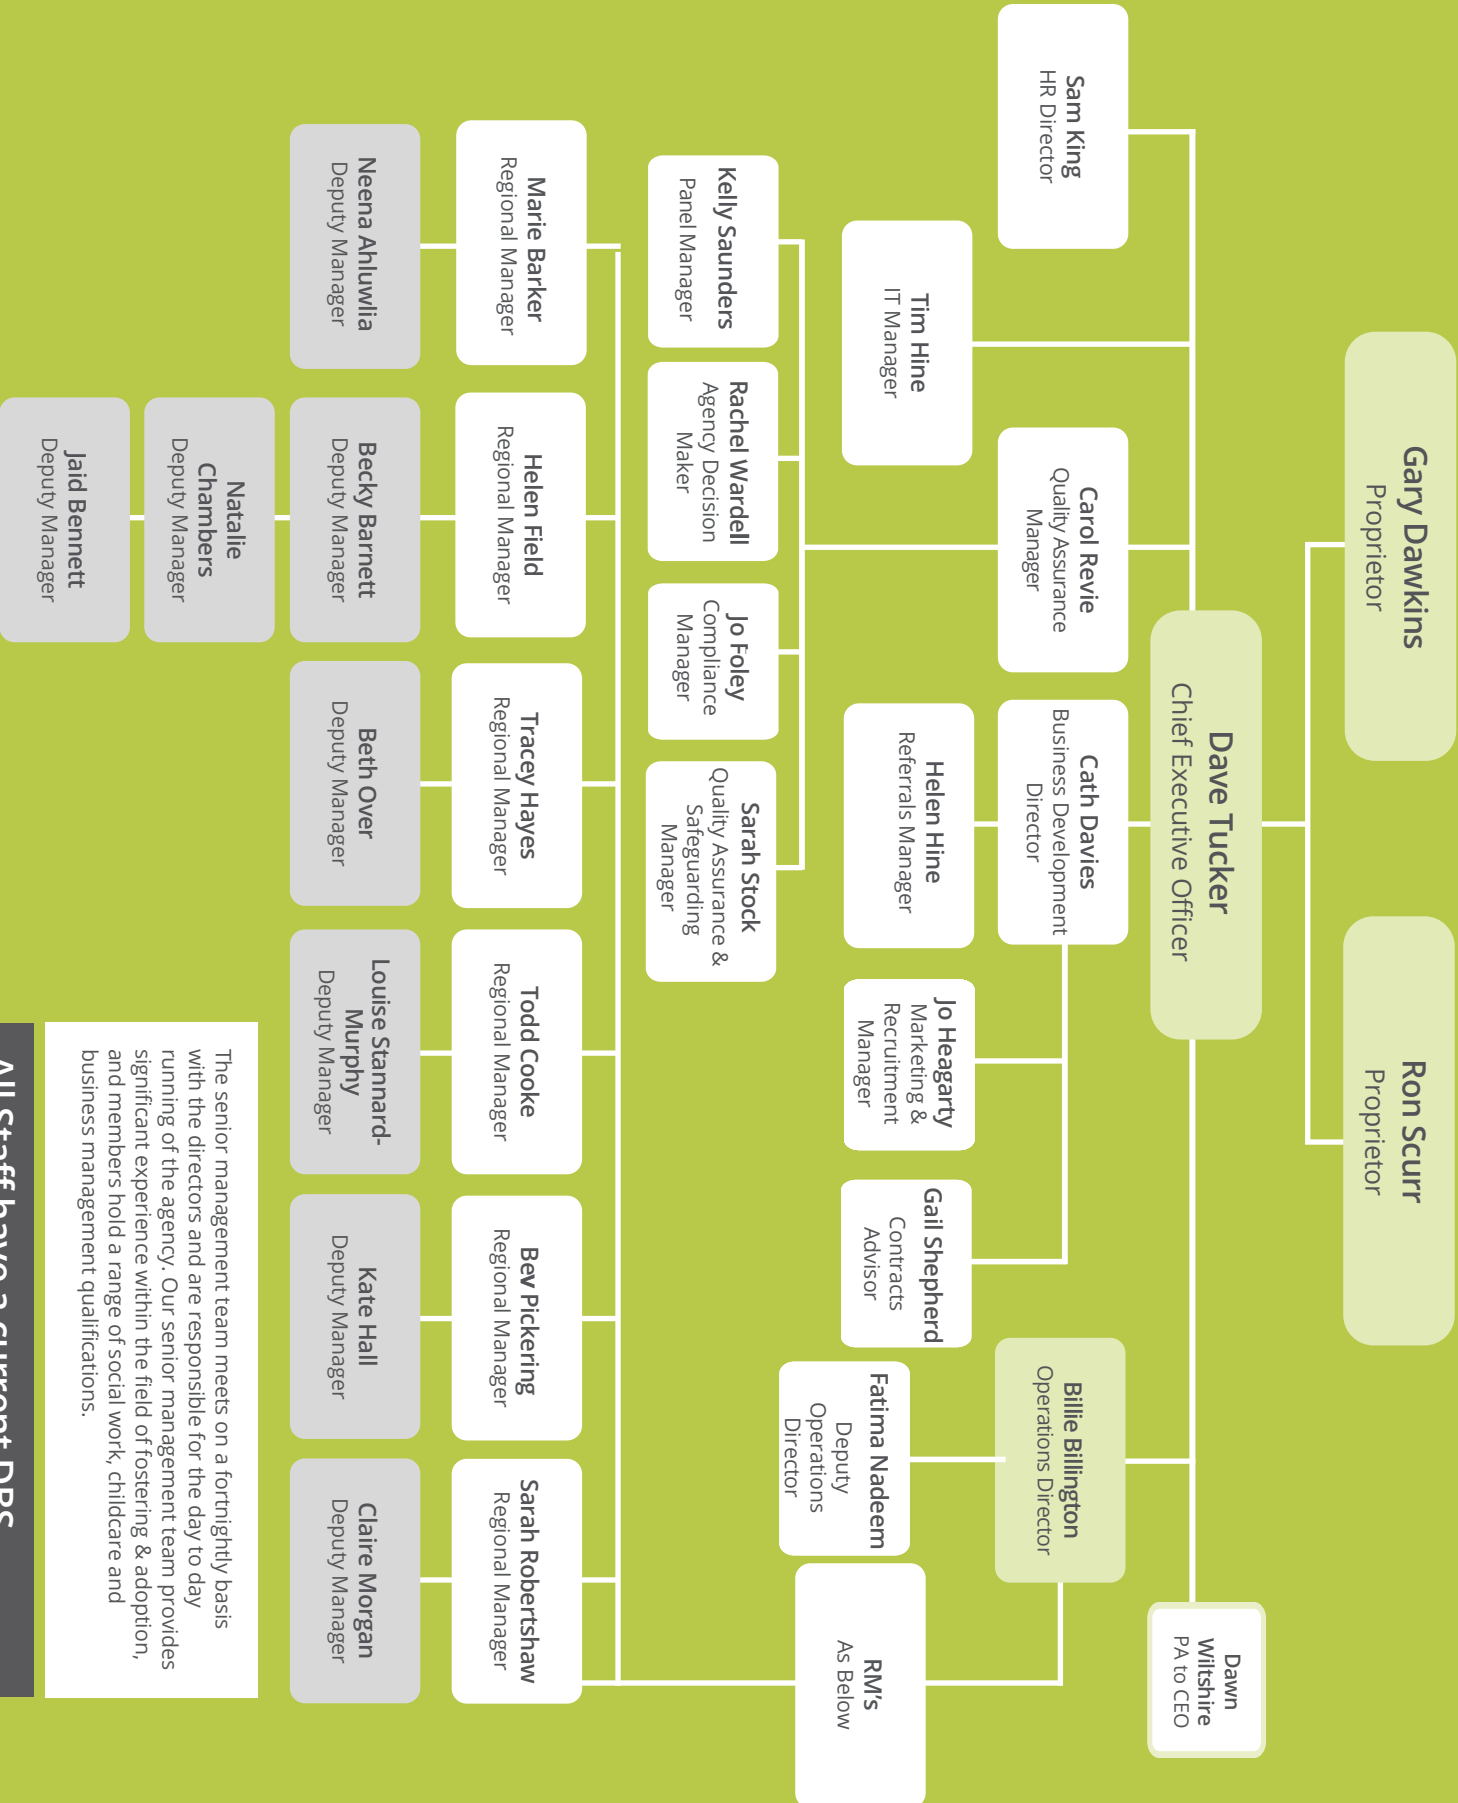 Gary Dawkins
Proprietor
Ron Scurr
Proprietor
Dave Tucker
Chief Executive Officer
Dawn
Wiltshire
PA to CEO
Sam King
HR Director
Tim Hine
IT Manager
Carol Revie
Quality Assurance
Manager
Cath Davies
Business Development
Director
Billie Billington
Operations Director
Helen Hine
Referrals Manager
Jo Heagarty
Marketing &
Recruitment
Manager
Gail Shepherd
Contracts
Advisor
Fatima Nadeem
Deputy
Operations
Director
RM's
As Below
Kelly Saunders
Panel Manager
Rachel Wardell
Agency Decision
Maker
Jo Foley
Compliance
Manager
Sarah Stock
Quality Assurance &
Safeguarding
Manager
Marie Barker
Regional Manager
Helen Field
Regional Manager
Tracey Hayes
Regional Manager
Todd Cooke
Regional Manager
Bev Pickering
Regional Manager
Sarah Robertshaw
Regional Manager
Neena Ahluwlia
Deputy Manager
Becky Barnett
Deputy Manager
Beth Over
Deputy Manager
Louise Stannard-
Murphy
Deputy Manager
Kate Hall
Deputy Manager
Claire Morgan
Deputy Manager
Natalie
Chambers
Deputy Manager
Jaid Bennett
Deputy Manager
The senior management team meets on a fortnightly basis
with the directors and are responsible for the day to day
running of the agency. Our senior management team provides
significant experience within the field of fostering & adoption,
and members hold a range of social work, childcare and
business management qualifications.
All Staff have a current DBS